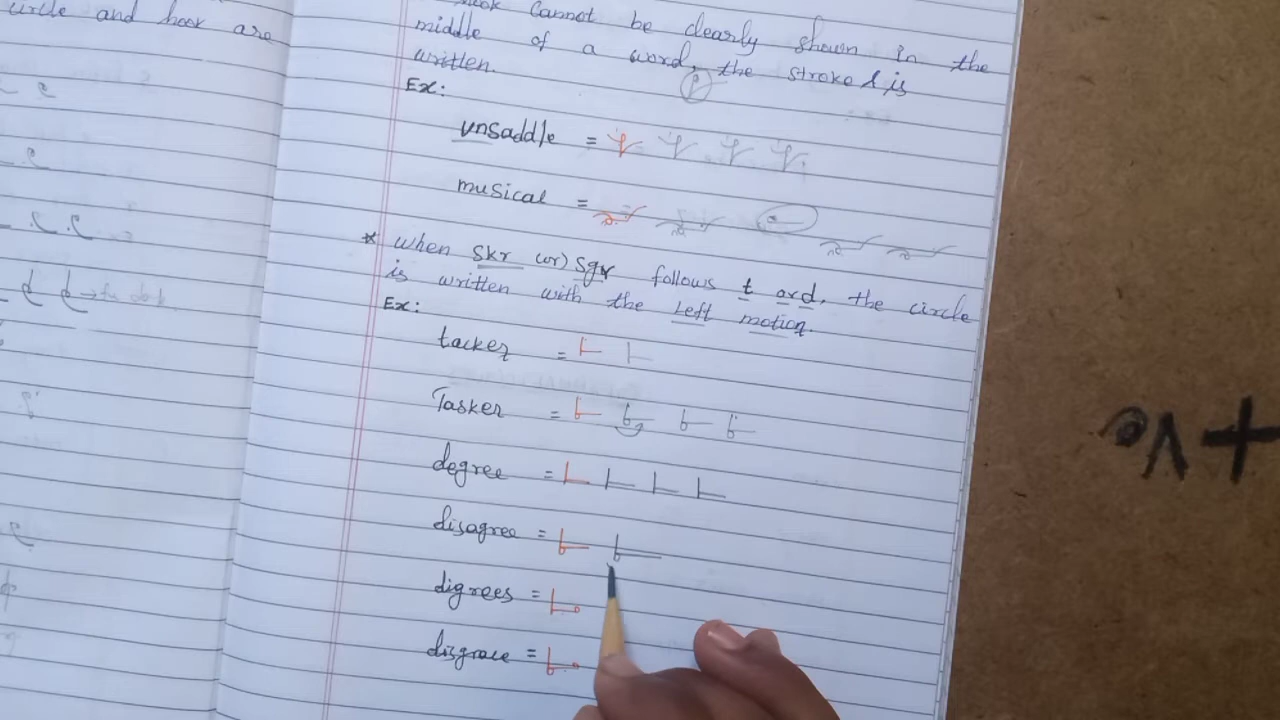 circle and hook are
hook cannot be clearly shown in the
middle of a word, the stroke & is
written.
Ex:
unsaddle =
musical =
* when skr (or) sgr follows t or d, the circle
is written with the Left motion.
Ex:
tacker =
Tasker =
degree =
disagree =
digrees =
disgrace =